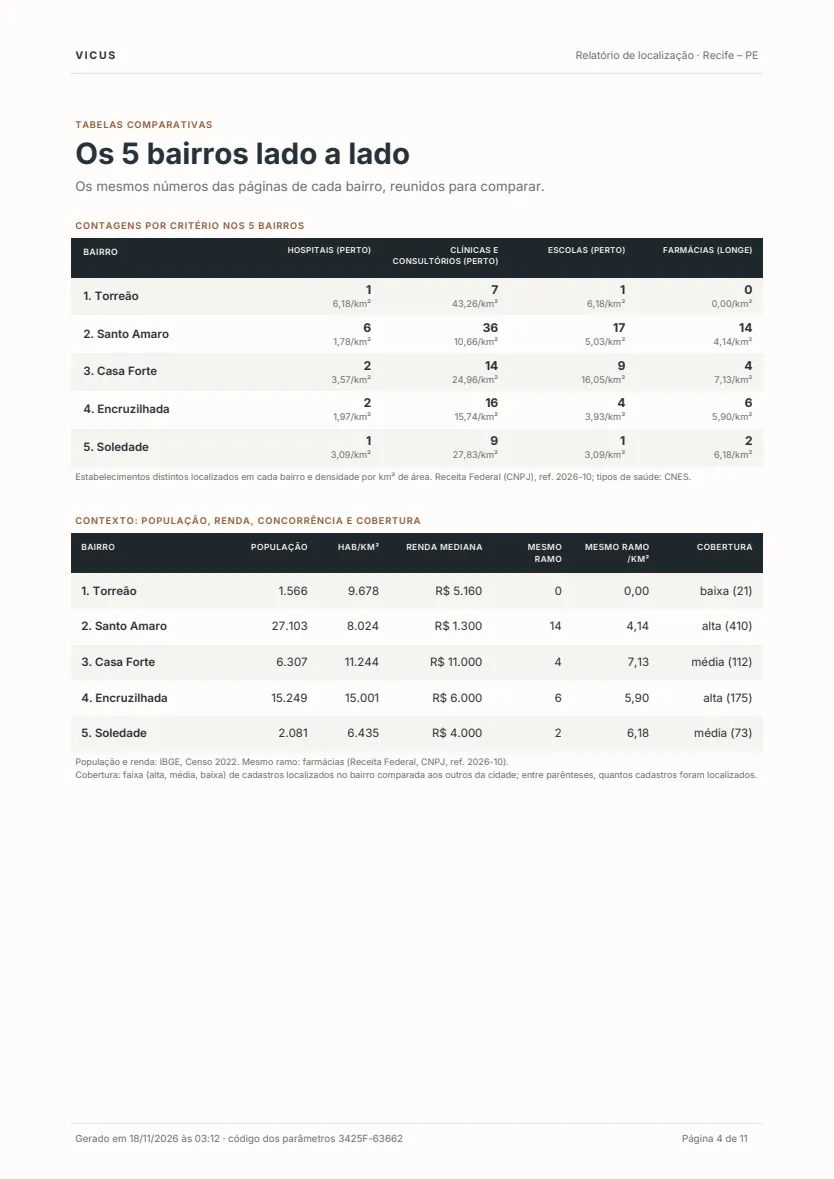 VICUS
Relatório de localização · Recife – PE
TABELAS COMPARATIVAS
Os 5 bairros lado a lado
Os mesmos números das páginas de cada bairro, reunidos para comparar.
CONTAGENS POR CRITÉRIO NOS 5 BAIRROS
BAIRRO HOSPITAIS (PERTO) CLÍNICAS E CONSULTÓRIOS (PERTO) ESCOLAS (PERTO) FARMÁCIAS (LONGE)
1. Torreão 1 7 1 0
6,18/km² 43,26/km² 6,18/km² 0,00/km²
2. Santo Amaro 6 36 17 14
1,78/km² 10,66/km² 5,03/km² 4,14/km²
3. Casa Forte 2 14 9 4
3,57/km² 24,96/km² 16,05/km² 7,13/km²
4. Encruzilhada 2 16 4 6
1,97/km² 15,74/km² 3,93/km² 5,90/km²
5. Soledade 1 9 1 2
3,09/km² 27,83/km² 3,09/km² 6,18/km²
Estabelecimentos distintos localizados em cada bairro e densidade por km² de área. Receita Federal (CNPJ), ref. 2026-10; tipos de saúde: CNES.
CONTEXTO: POPULAÇÃO, RENDA, CONCORRÊNCIA E COBERTURA
BAIRRO POPULAÇÃO HAB/KM² RENDA MEDIANA MESMO RAMO MESMO RAMO /KM² COBERTURA
1. Torreão 1.566 9.678 R$ 5.160 0 0,00 baixa (21)
2. Santo Amaro 27.103 8.024 R$ 1.300 14 4,14 alta (410)
3. Casa Forte 6.307 11.244 R$ 11.000 4 7,13 média (112)
4. Encruzilhada 15.249 15.001 R$ 6.000 6 5,90 alta (175)
5. Soledade 2.081 6.435 R$ 4.000 2 6,18 média (73)
População e renda: IBGE, Censo 2022. Mesmo ramo: farmácias (Receita Federal, CNPJ, ref. 2026-10).
Cobertura: faixa (alta, média, baixa) de cadastros localizados no bairro comparada aos outros da cidade; entre parênteses, quantos cadastros foram localizados.
Gerado em 18/11/2026 às 03:12 · código dos parâmetros 3425F-63662
Página 4 de 11